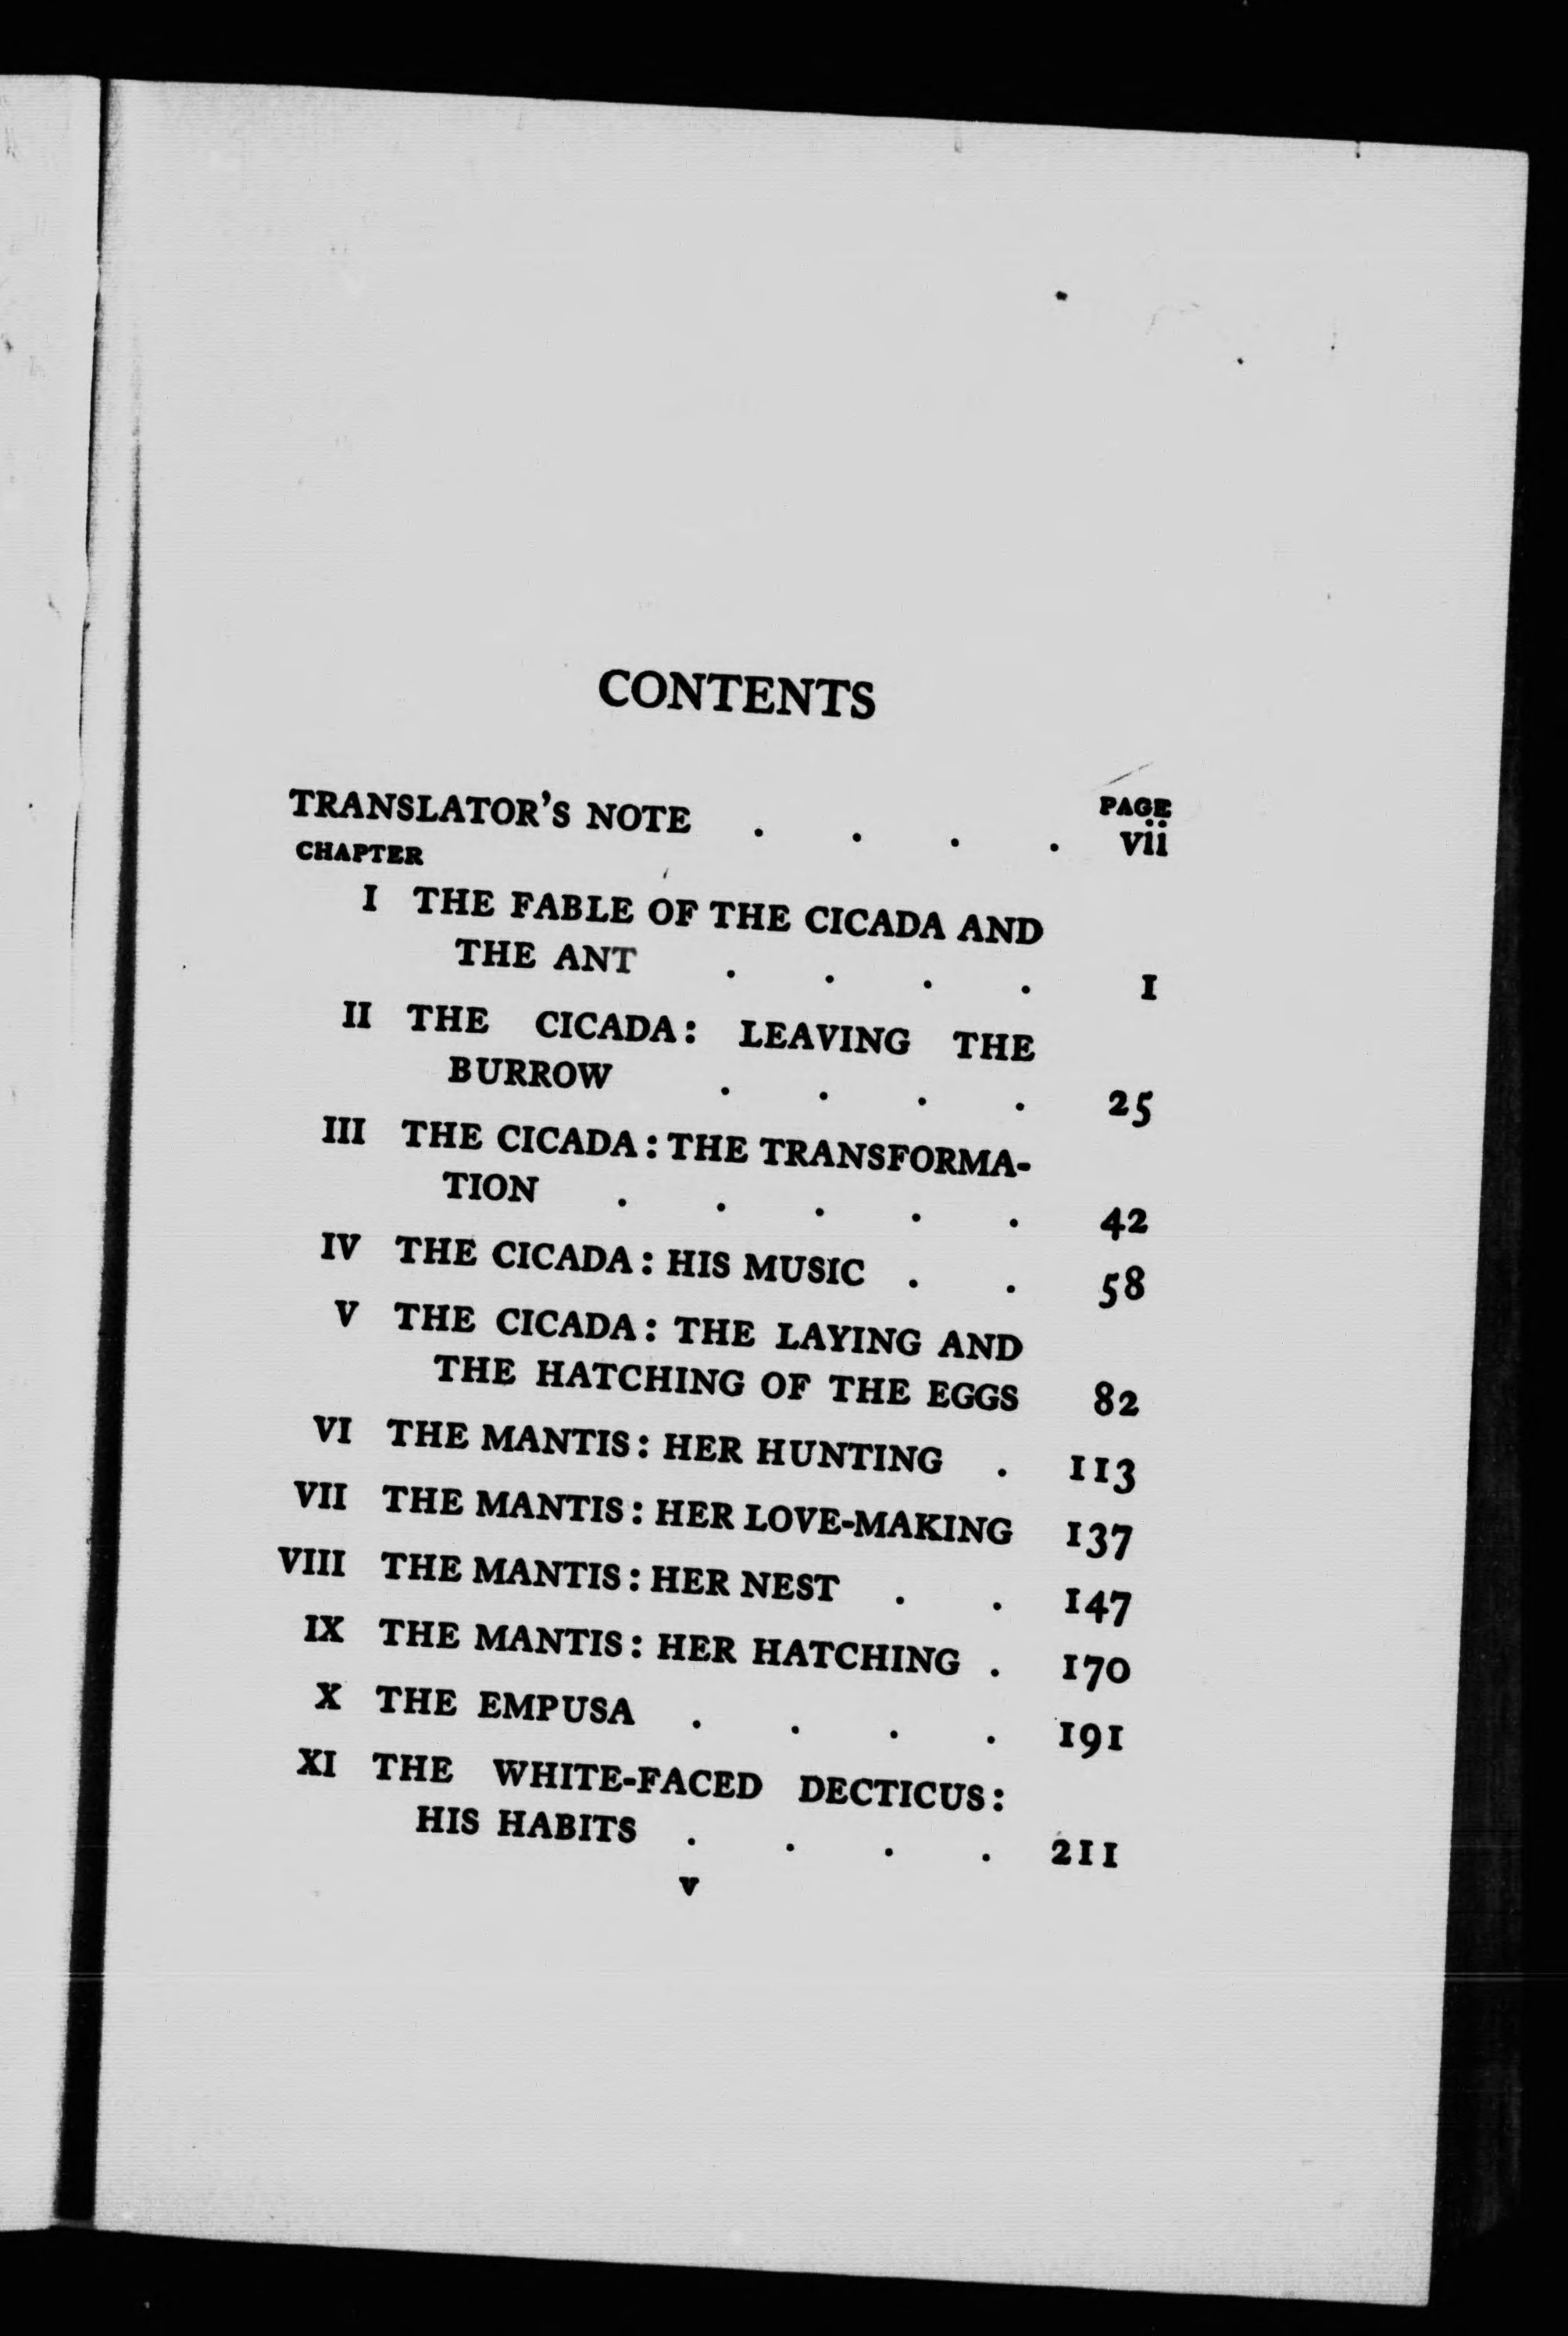 CONTENTS
PAGE
TRANSLATOR'S NOTE . . . . vii
CHAPTER
I THE FABLE OF THE CICADA AND
THE ANT . . . . 1
II THE CICADA: LEAVING THE
BURROW . . . . 25
III THE CICADA: THE TRANSFORMA-
TION . . . . . 42
IV THE CICADA: HIS MUSIC . . 58
V THE CICADA: THE LAYING AND
THE HATCHING OF THE EGGS 82
VI THE MANTIS: HER HUNTING . 113
VII THE MANTIS: HER LOVE-MAKING 137
VIII THE MANTIS: HER NEST . . 147
IX THE MANTIS: HER HATCHING . 170
X THE EMPUSA . . . . 191
XI THE WHITE-FACED DECTICUS:
HIS HABITS . . . . 211
v